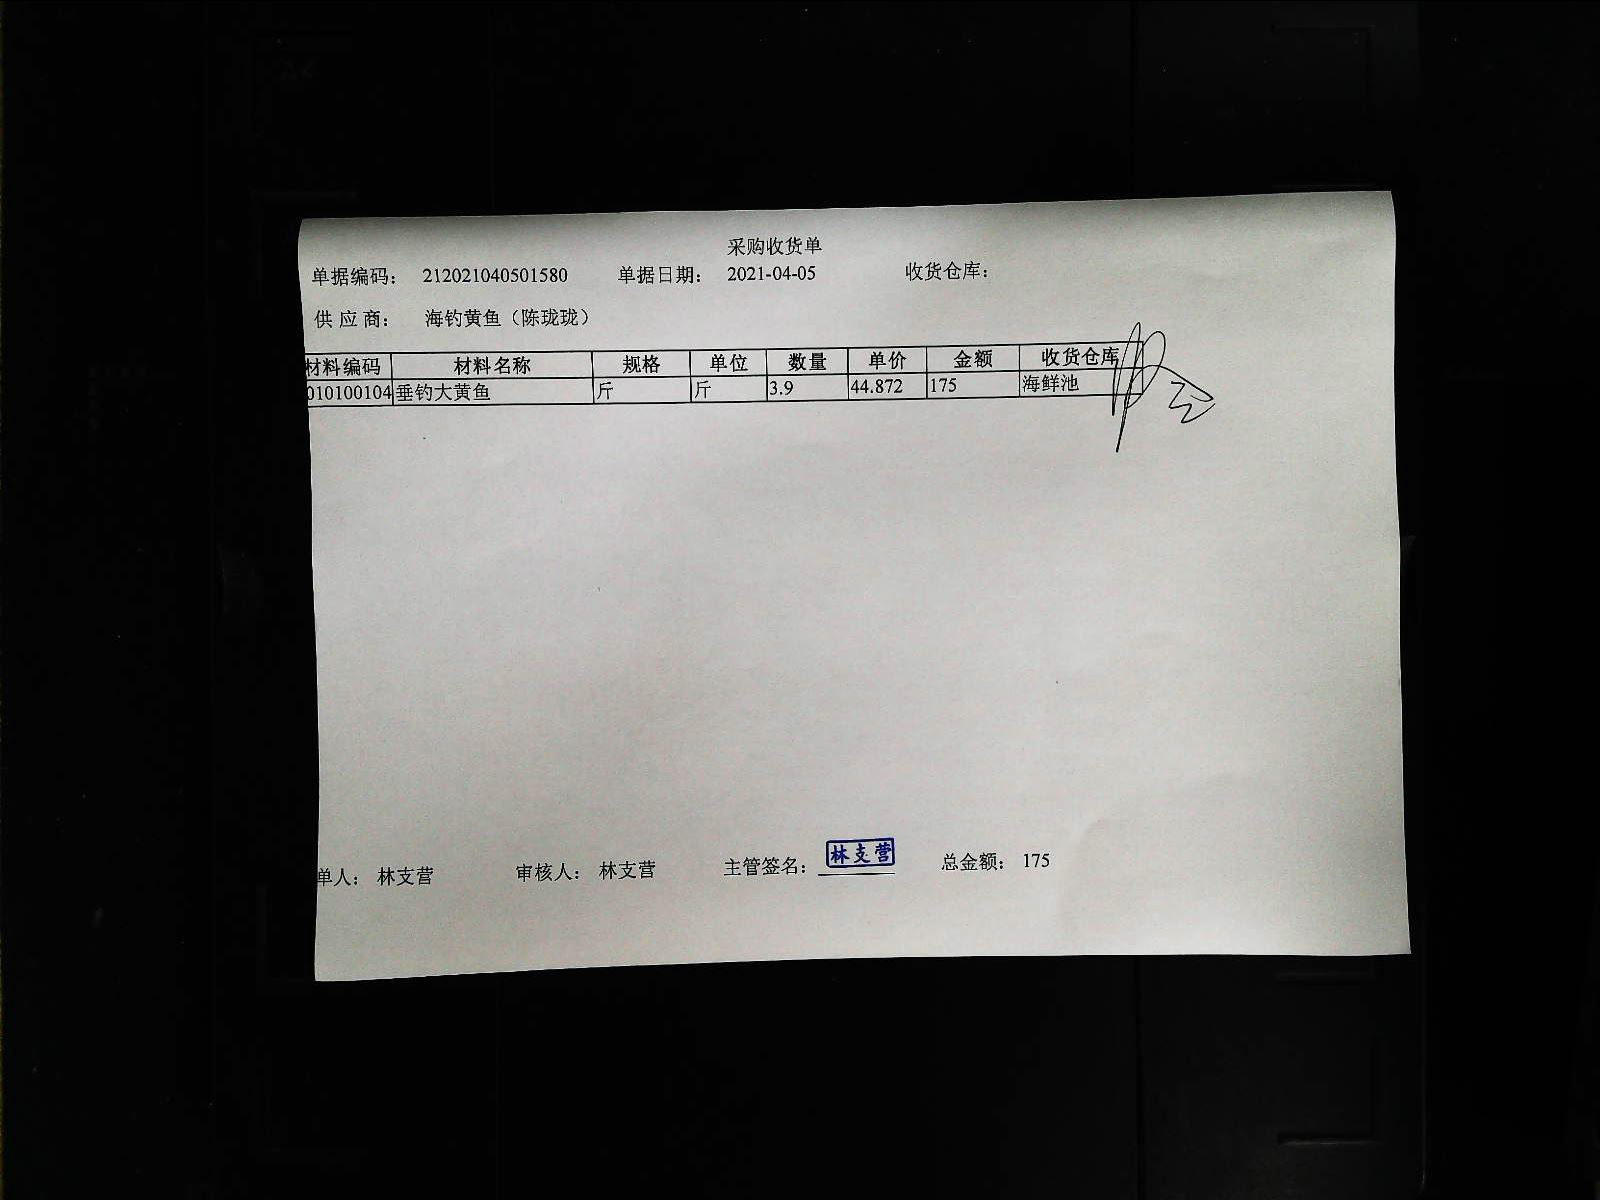 采购收货单
单据编码： 212021040501580 单据日期： 2021-04-05 收货仓库：
供应商： 海钓黄鱼（陈珑珑）
材料编码 材料名称 规格 单位 数量 单价 金额 收货仓库
010100104 垂钓大黄鱼 斤 斤 3.9 44.872 175 海鲜池
单人： 林支营 审核人： 林支营 主管签名： 林支营 总金额： 175